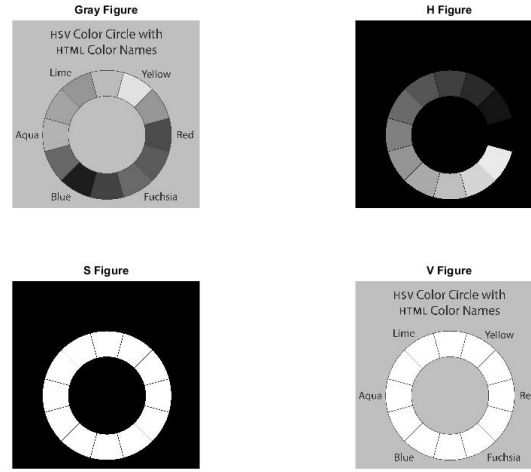 Gray Figure
HSV Color Circle with
HTML Color Names
Lime
Yellow
Aqua
Red
Blue
Fuchsia
H Figure
S Figure
V Figure
HSV Color Circle with
HTML Color Names
Lime
Yellow
Aqua
Re
Blue
Fuchsia